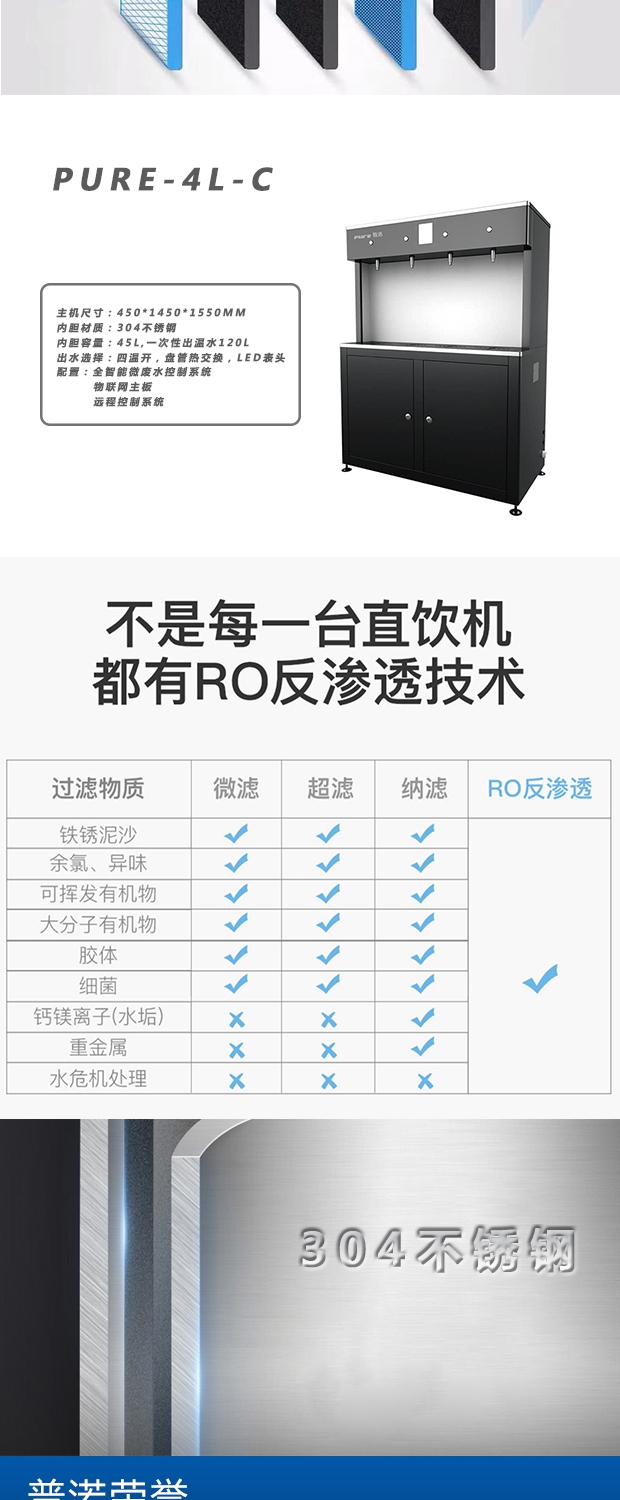 PURE-4L-C
主机尺寸：450*1450*1550MM
内胆材质：304不锈钢
内胆容量：45L,一次性出温水120L
出水选择：四温开，盘管热交换，LED表头
配置：全智能微废水控制系统
物联网主板
远程控制系统
不是每一台直饮机
都有RO反渗透技术
过滤物质 微滤 超滤 纳滤 RO反渗透
铁锈泥沙
余氯、异味
可挥发有机物
大分子有机物
胶体
细菌
钙镁离子(水垢)
重金属
水危机处理
304不锈钢
普诺荣誉